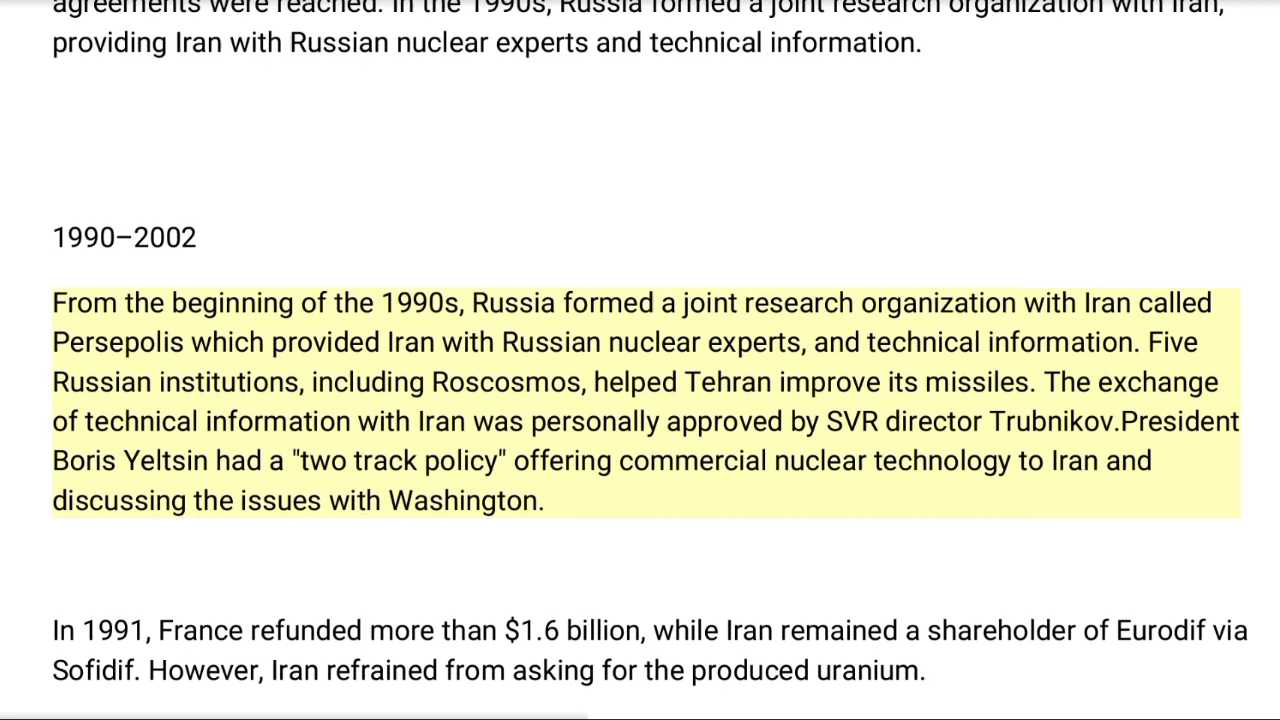 agreements were reached. In the 1990s, Russia formed a joint research organization with Iran,
providing Iran with Russian nuclear experts and technical information.
1990–2002
From the beginning of the 1990s, Russia formed a joint research organization with Iran called
Persepolis which provided Iran with Russian nuclear experts, and technical information. Five
Russian institutions, including Roscosmos, helped Tehran improve its missiles. The exchange
of technical information with Iran was personally approved by SVR director Trubnikov.President
Boris Yeltsin had a "two track policy" offering commercial nuclear technology to Iran and
discussing the issues with Washington.
In 1991, France refunded more than $1.6 billion, while Iran remained a shareholder of Eurodif via
Sofidif. However, Iran refrained from asking for the produced uranium.